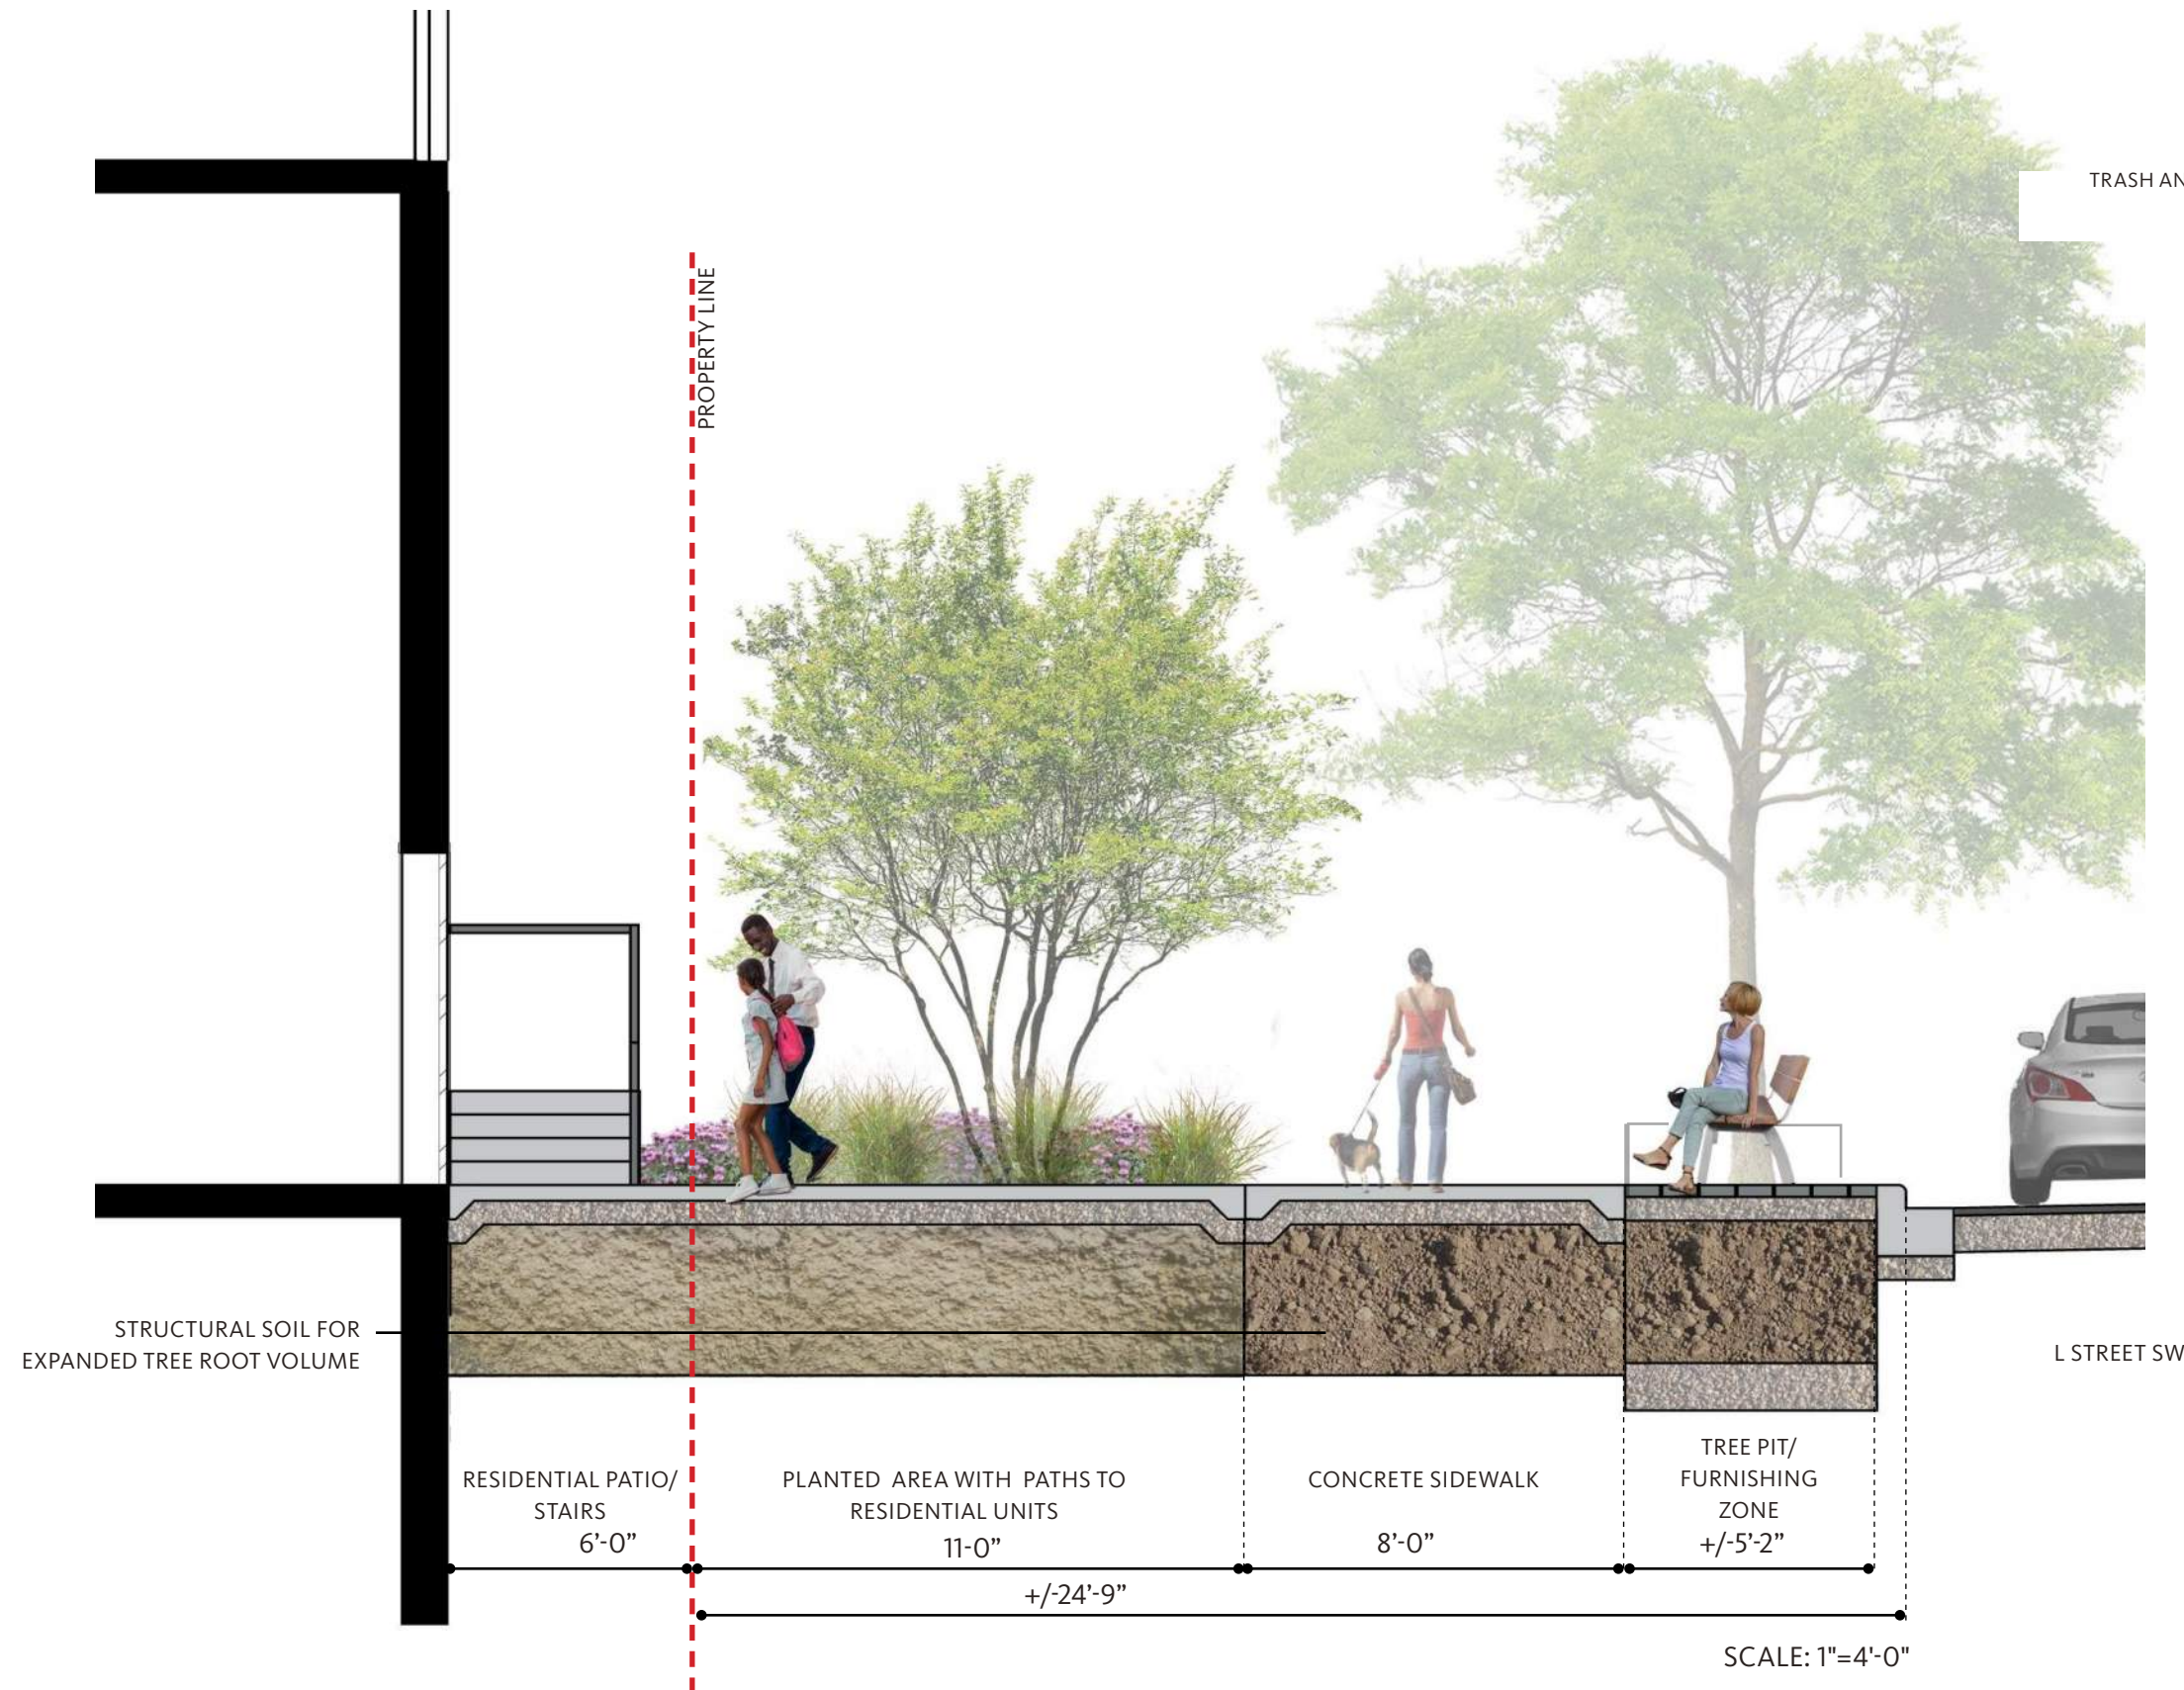 TRASH AN
PROPERTY LINE
STRUCTURAL SOIL FOR
EXPANDED TREE ROOT VOLUME
L STREET SW
RESIDENTIAL PATIO/
STAIRS
6’-0”
PLANTED AREA WITH PATHS TO
RESIDENTIAL UNITS
11-0”
CONCRETE SIDEWALK
8’-0”
TREE PIT/
FURNISHING
ZONE
+/-5’-2”
+/-24’-9”
SCALE: 1"=4'-0"